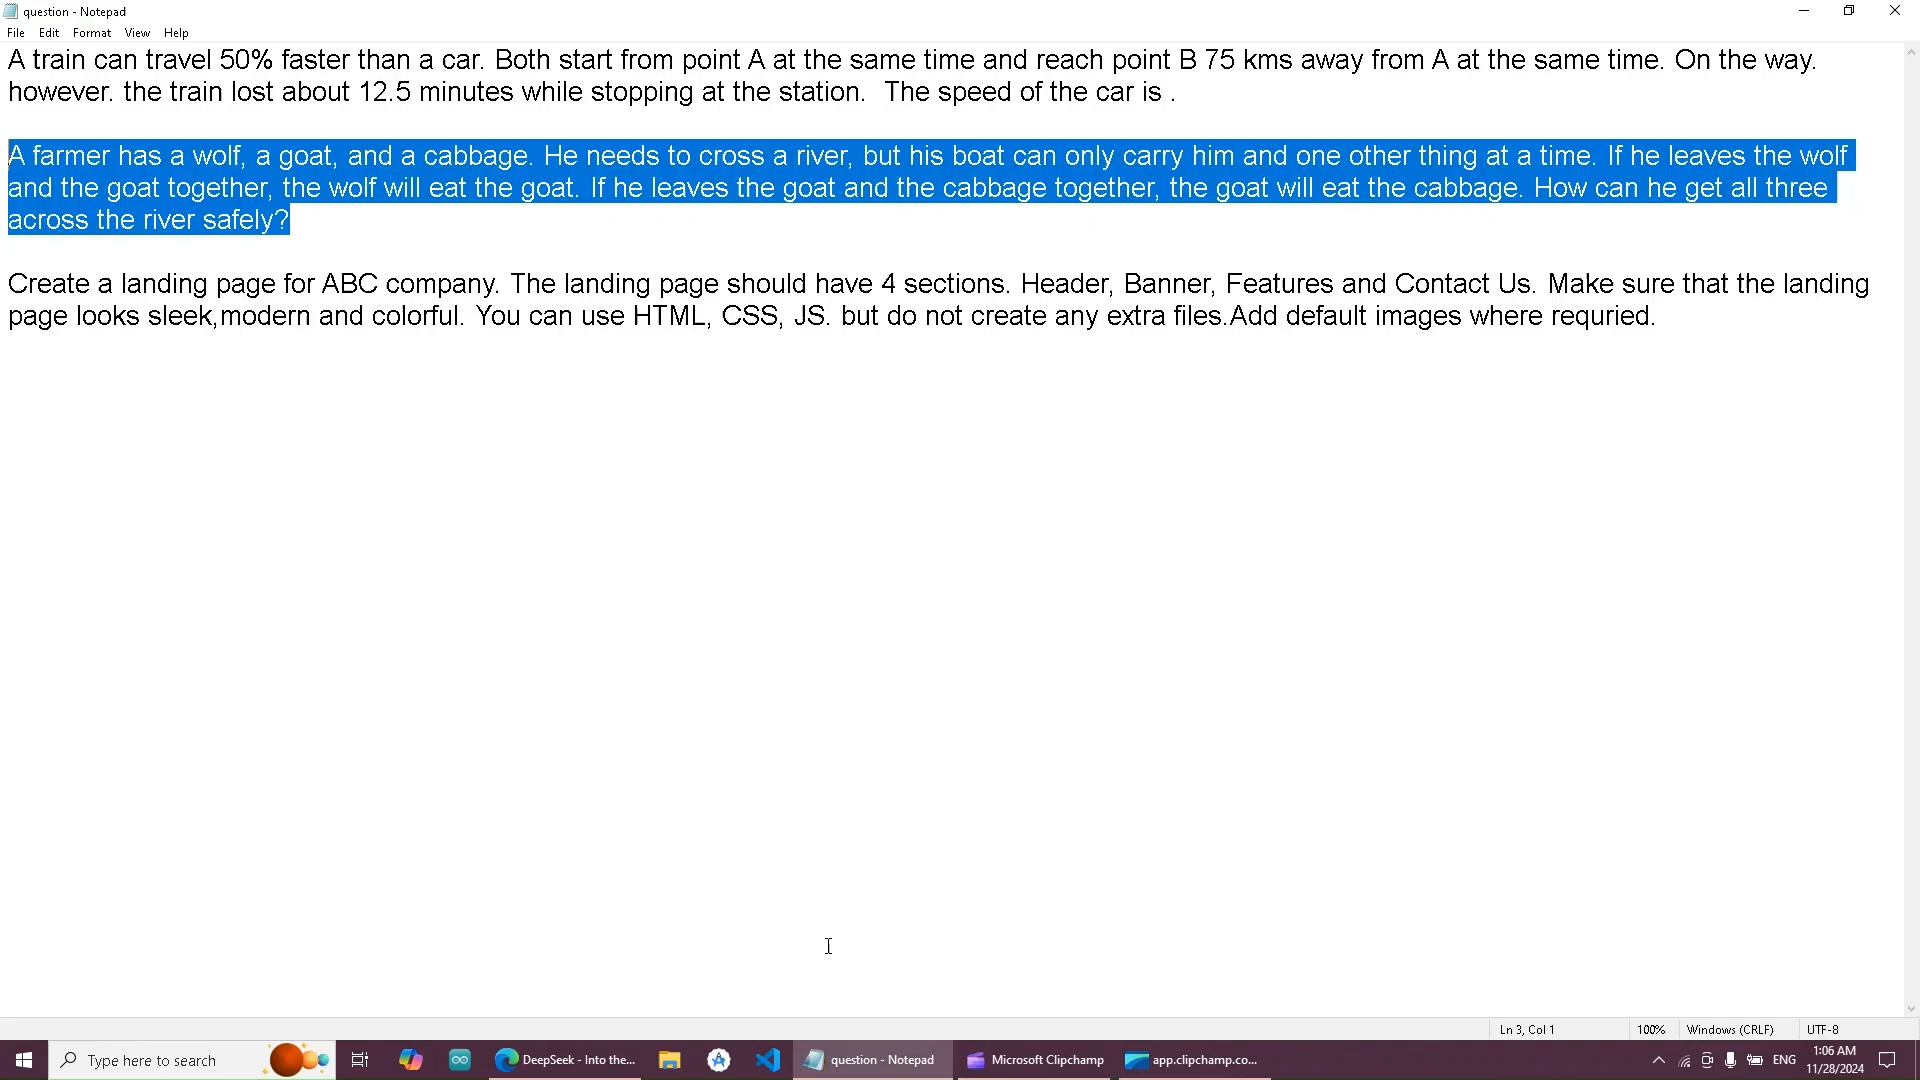 question - Notepad
File Edit Format View Help
A train can travel 50% faster than a car. Both start from point A at the same time and reach point B 75 kms away from A at the same time. On the way.
however. the train lost about 12.5 minutes while stopping at the station.  The speed of the car is .
A farmer has a wolf, a goat, and a cabbage. He needs to cross a river, but his boat can only carry him and one other thing at a time. If he leaves the wolf
and the goat together, the wolf will eat the goat. If he leaves the goat and the cabbage together, the goat will eat the cabbage. How can he get all three
across the river safely?
Create a landing page for ABC company. The landing page should have 4 sections. Header, Banner, Features and Contact Us. Make sure that the landing
page looks sleek,modern and colorful. You can use HTML, CSS, JS. but do not create any extra files.Add default images where requried.
Ln 3, Col 1 100% Windows (CRLF) UTF-8
Type here to search DeepSeek - Into the... question - Notepad Microsoft Clipchamp app.clipchamp.co... ENG 1:06 AM
11/28/2024